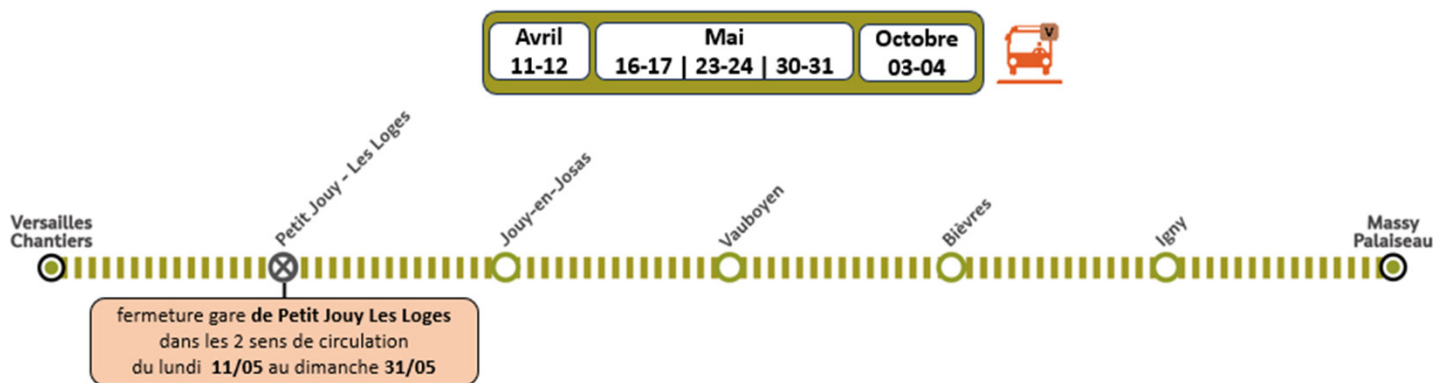 Avril
11-12
Mai
16-17 | 23-24 | 30-31
Octobre
03-04
V
Versailles
Chantiers
Petit Jouy - Les Loges
Jouy-en-Josas
Vauboyen
Bièvres
Igny
Massy
Palaiseau
fermeture gare de Petit Jouy Les Loges
dans les 2 sens de circulation
du lundi 11/05 au dimanche 31/05